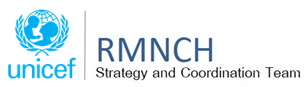 unicef
RMNCH
Strategy and Coordination Team